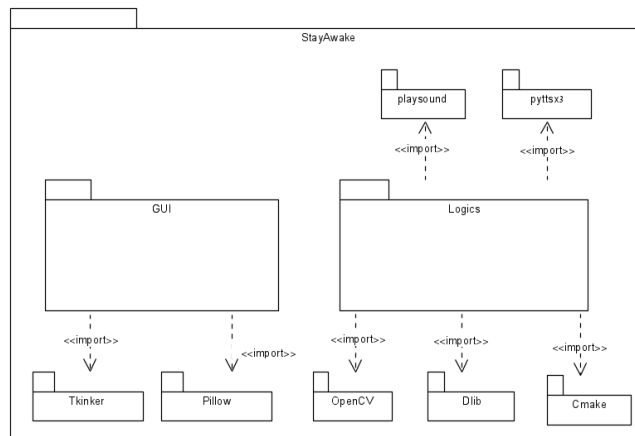 StayAwake
playsound
pyttsx3
<<import>>
<<import>>
GUI
Logics
<<import>>
<<import>>
<<import>>
<<import>>
<<import>>
Tkinker
Pillow
OpenCV
Dlib
Cmake